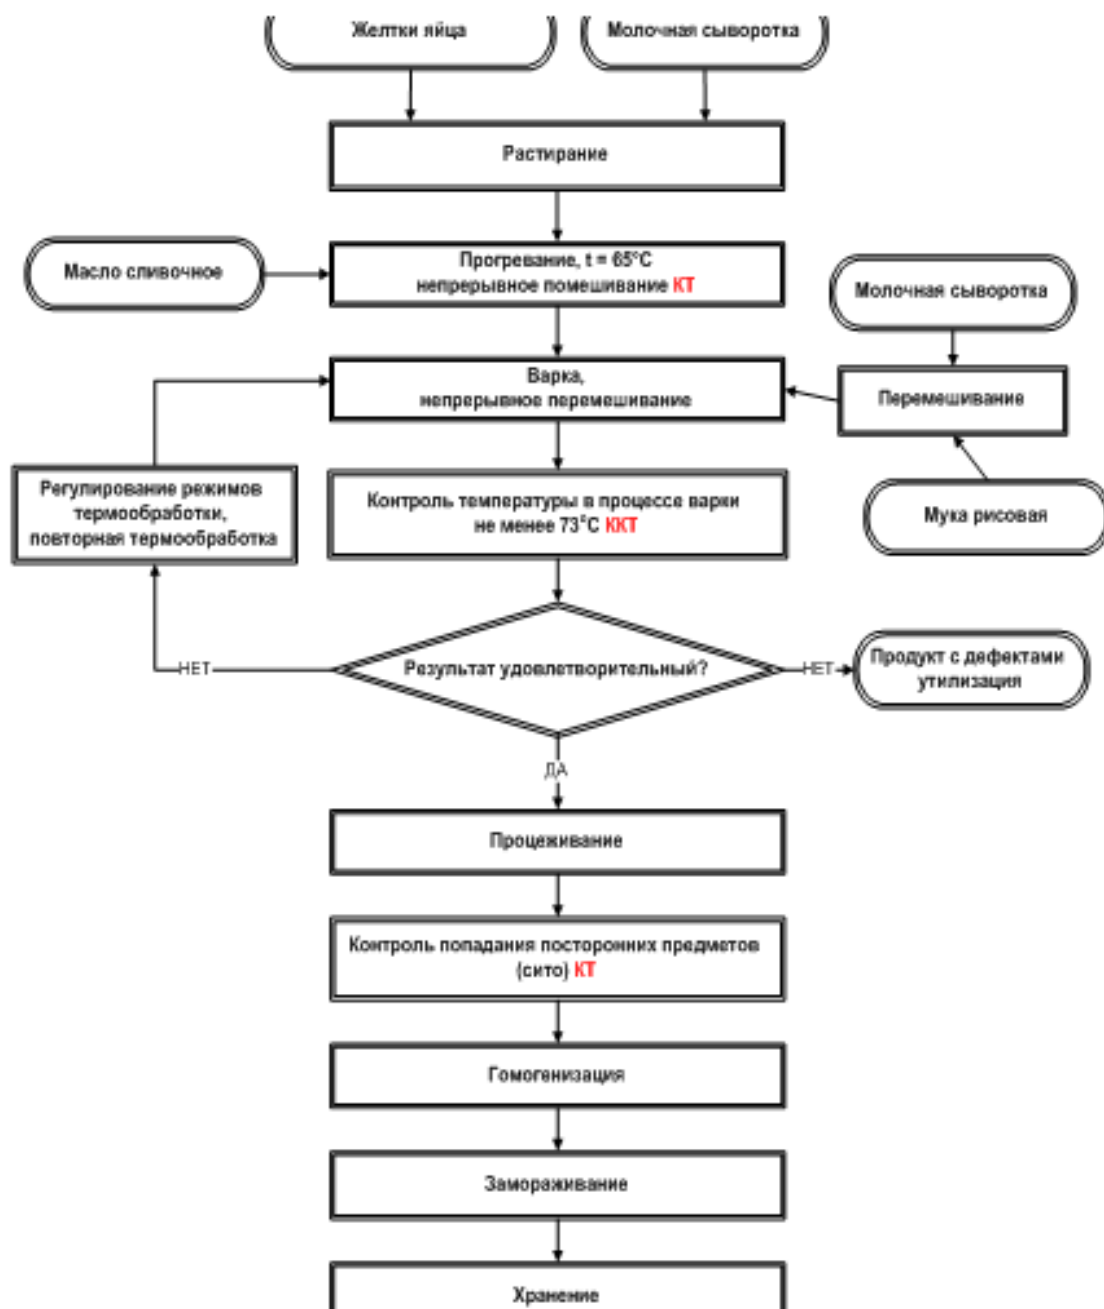 Желтки яйца
Молочная сыворотка
Растирание
Масло сливочное
Прогревание, t = 65°С
непрерывное помешивание КТ
Молочная сыворотка
Варка,
непрерывное перемешивание
Перемешивание
Регулирование режимов
термообработки,
повторная термообработка
Контроль температуры в процессе варки
не менее 73°С ККТ
Мука рисовая
НЕТ
Результат удовлетворительный?
НЕТ
Продукт с дефектами
утилизация
ДА
Процеживание
Контроль попадания посторонних предметов
(сито) КТ
Гомогенизация
Замораживание
Хранение